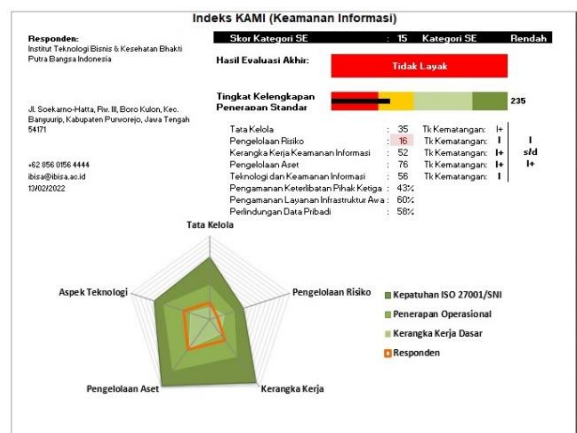 Indeks KAMI (Keamanan Informasi)
Responden:
Institut Teknologi Bisnis & Kesehatan Bhakti
Putra Bangsa Indonesia
Jl. Soekarno-Hatta, Rw. III, Boro Kulon, Kec.
Banyuurip, Kabupaten Purworejo, Jawa Tengah
54171
+62 856 0156 4444
ibisa@ibisa.ac.id
13/02/2022
Skor Kategori SE : 15 Kategori SE Rendah
Hasil Evaluasi Akhir: Tidak Layak
Tingkat Kelengkapan
Penerapan Standar 235
Tata Kelola : 35 Tk Kematangan: I+
Pengelolaan Risiko : 16 Tk Kematangan: I I
Kerangka Kerja Keamanan Informasi : 52 Tk Kematangan: I+ s/d
Pengelolaan Aset : 76 Tk Kematangan: I+ I+
Teknologi dan Keamanan Informasi : 56 Tk Kematangan: I
Pengamanan Keterlibatan Pihak Ketiga : 43%
Pengamanan Layanan Infrastruktur Awa : 60%
Perlindungan Data Pribadi : 58%
Tata Kelola
Pengelolaan Risiko
Kerangka Kerja
Pengelolaan Aset
Aspek Teknologi
Kepatuhan ISO 27001/SNI
Penerapan Operasional
Kerangka Kerja Dasar
Responden